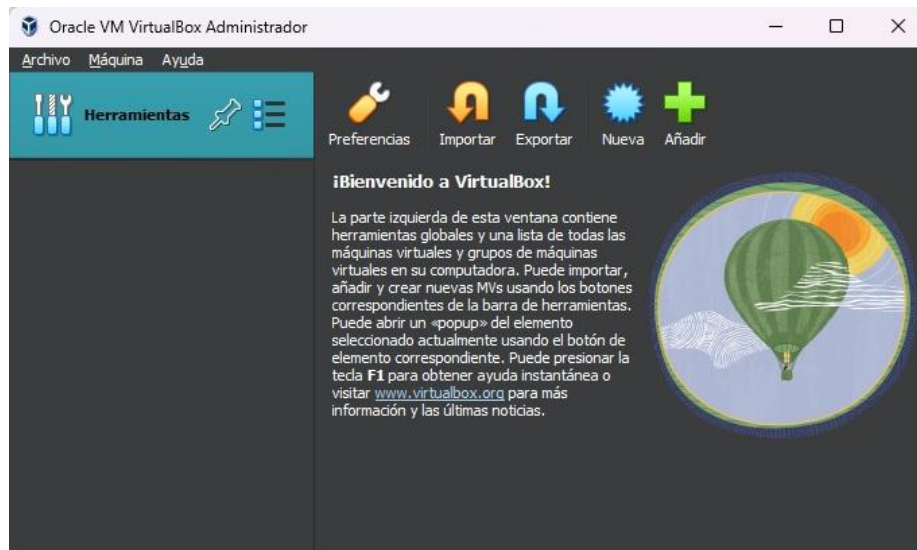 Oracle VM VirtualBox Administrador
Archivo Máquina Ayuda
Herramientas
Preferencias Importar Exportar Nueva Añadir
¡Bienvenido a VirtualBox!
La parte izquierda de esta ventana contiene
herramientas globales y una lista de todas las
máquinas virtuales y grupos de máquinas
virtuales en su computadora. Puede importar,
añadir y crear nuevas MVs usando los botones
correspondientes de la barra de herramientas.
Puede abrir un «popup» del elemento
seleccionado actualmente usando el botón de
elemento correspondiente. Puede presionar la
tecla F1 para obtener ayuda instantánea o
visitar www.virtualbox.org para más
información y las últimas noticias.